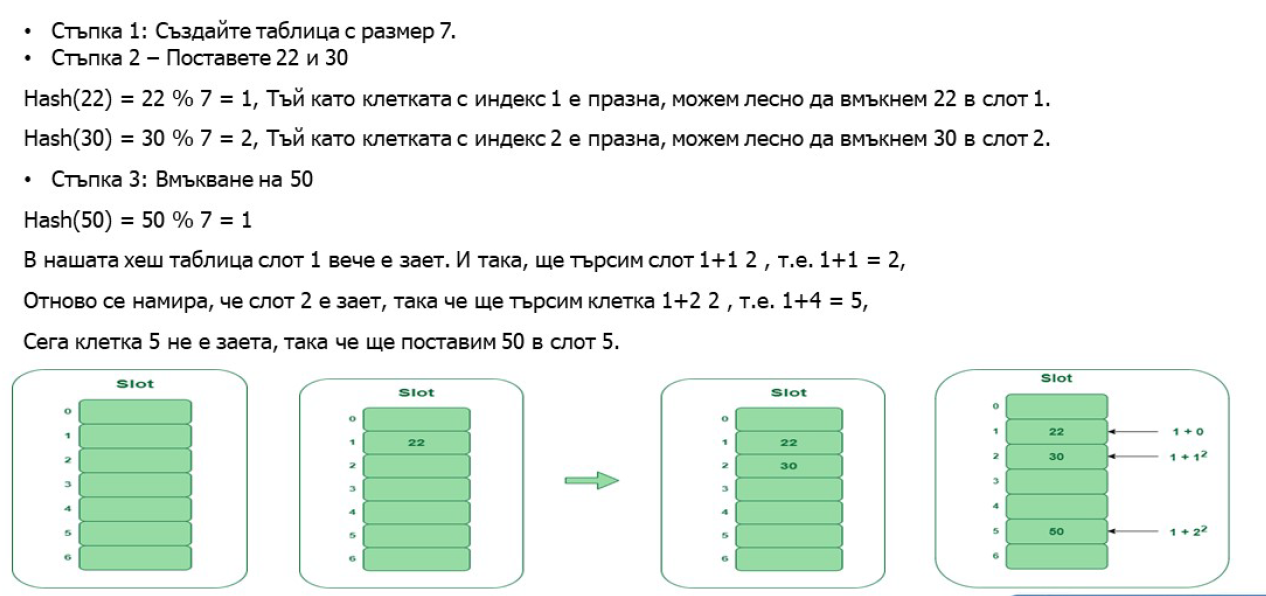 • Стъпка 1: Създайте таблица с размер 7.
• Стъпка 2 – Поставете 22 и 30
Hash(22) = 22 % 7 = 1, Тъй като клетката с индекс 1 е празна, можем лесно да вмъкнем 22 в слот 1.
Hash(30) = 30 % 7 = 2, Тъй като клетката с индекс 2 е празна, можем лесно да вмъкнем 30 в слот 2.
• Стъпка 3: Вмъкване на 50
Hash(50) = 50 % 7 = 1
В нашата хеш таблица слот 1 вече е зает. И така, ще търсим слот 1+1 2 , т.е. 1+1 = 2,
Отново се намира, че слот 2 е зает, така че ще търсим клетка 1+2 2 , т.е. 1+4 = 5,
Сега клетка 5 не е заета, така че ще поставим 50 в слот 5.
Slot
0
1
2
3
4
5
6
Slot
0
1 22
2
3
4
5
6
Slot
0
1 22
2 30
3
4
5
6
Slot
0
1 22 1 + 0
2 30 1 + 1²
3
4
5 50 1 + 2²
6